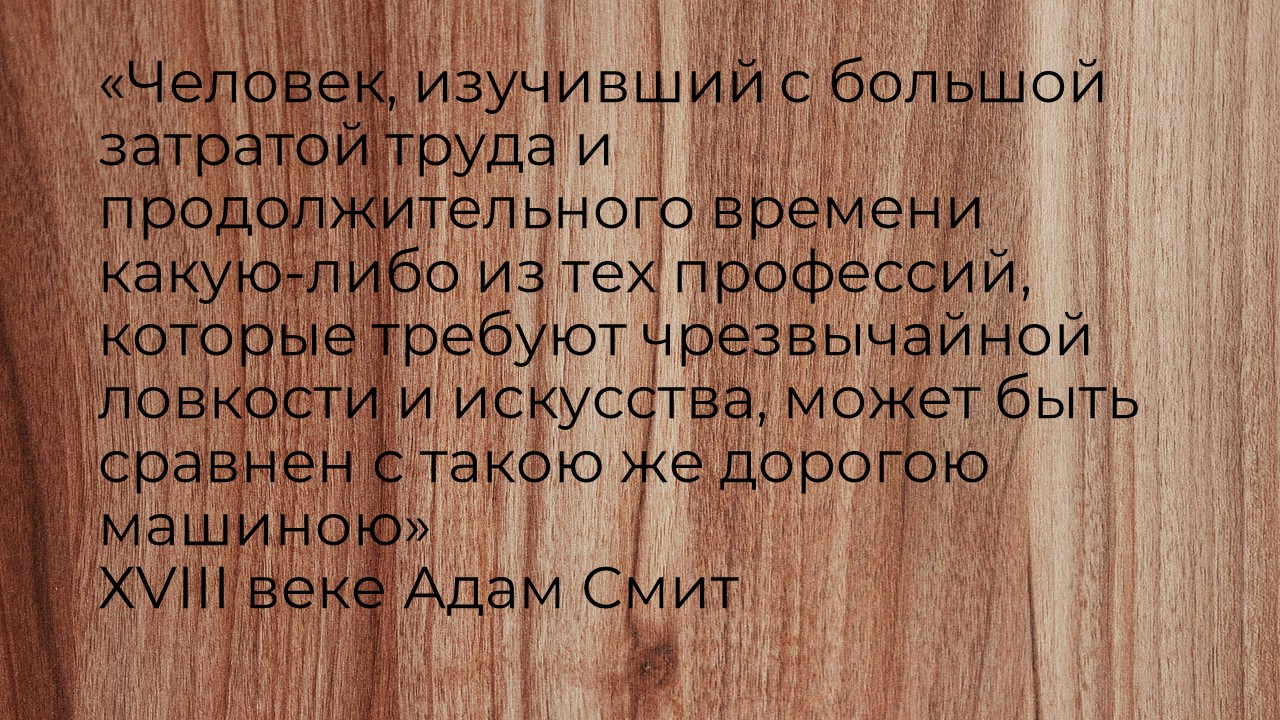 «Человек, изучивший с большой
затратой труда и
продолжительного времени
какую-либо из тех профессий,
которые требуют чрезвычайной
ловкости и искусства, может быть
сравнен с такою же дорогою
машиною»
XVIII веке Адам Смит